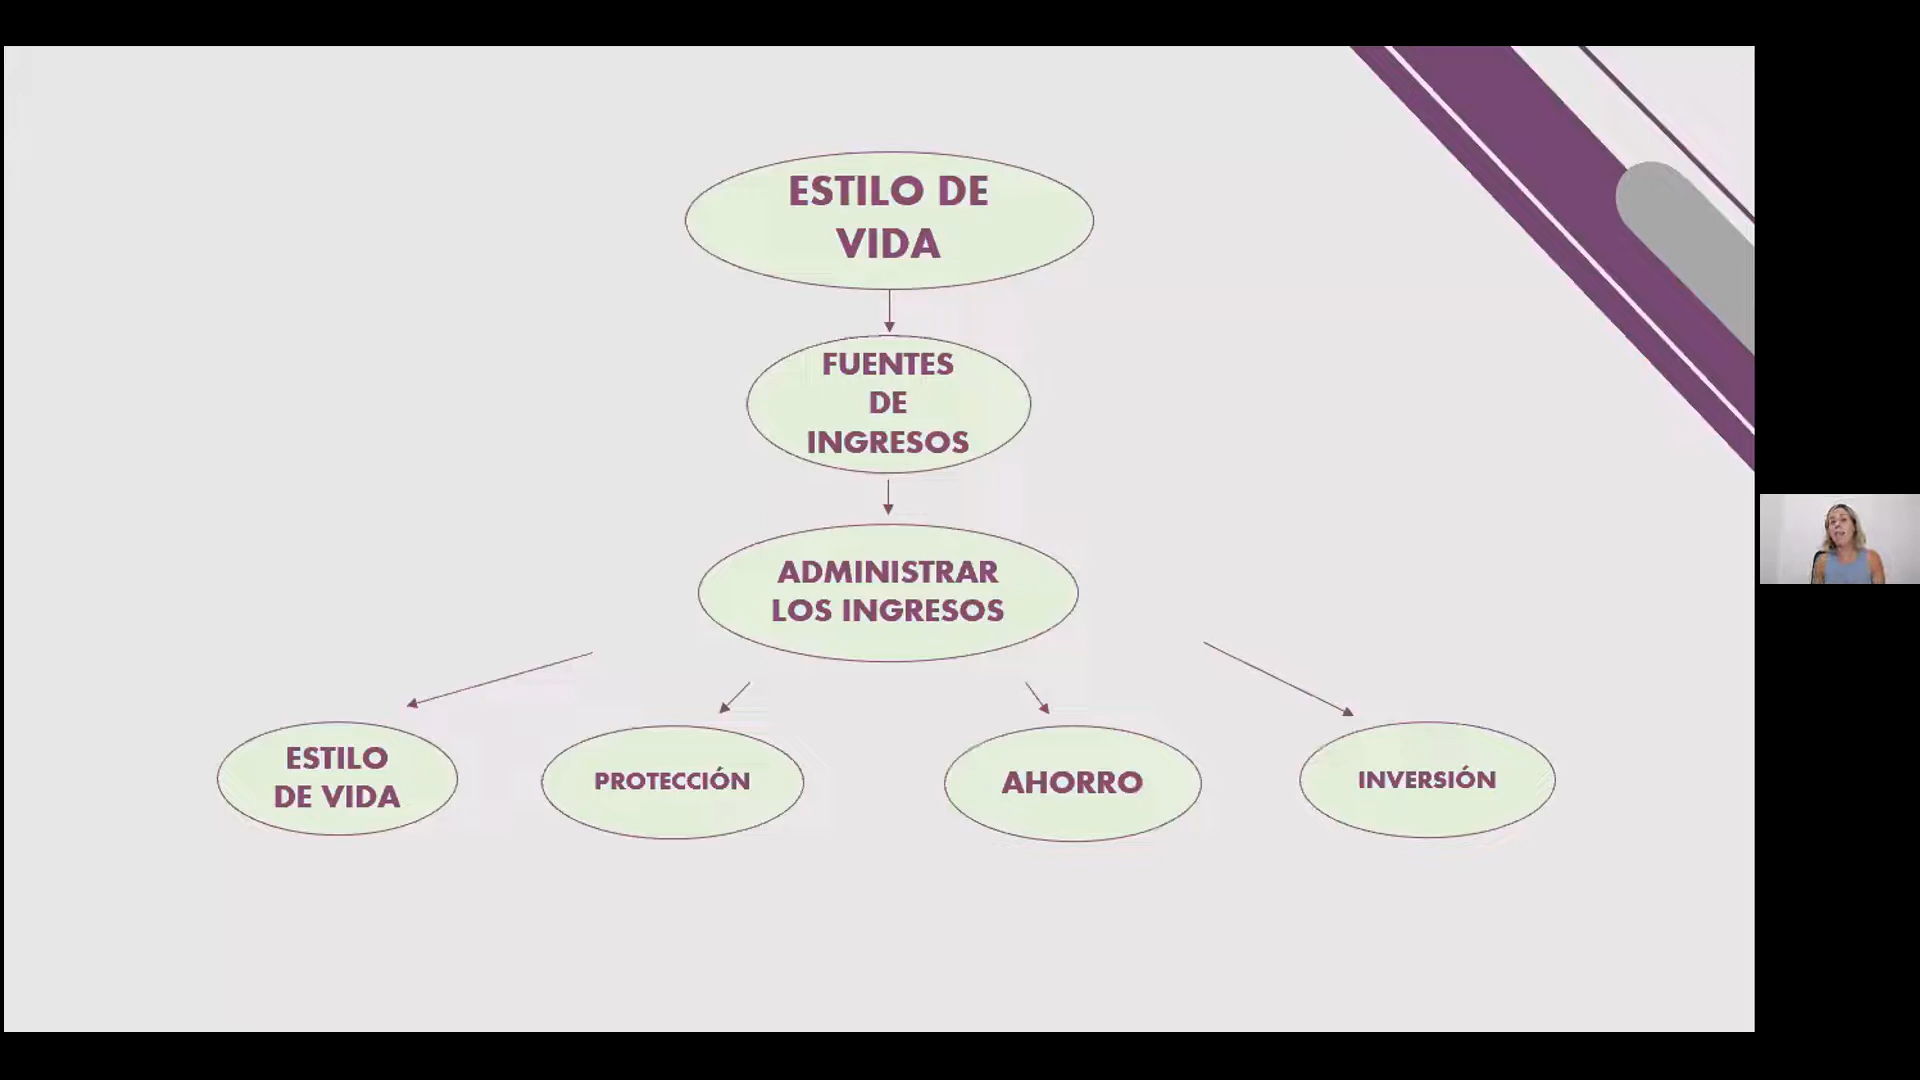 ESTILO DE
VIDA
FUENTES
DE
INGRESOS
ADMINISTRAR
LOS INGRESOS
ESTILO
DE VIDA
PROTECCIÓN
AHORRO
INVERSIÓN